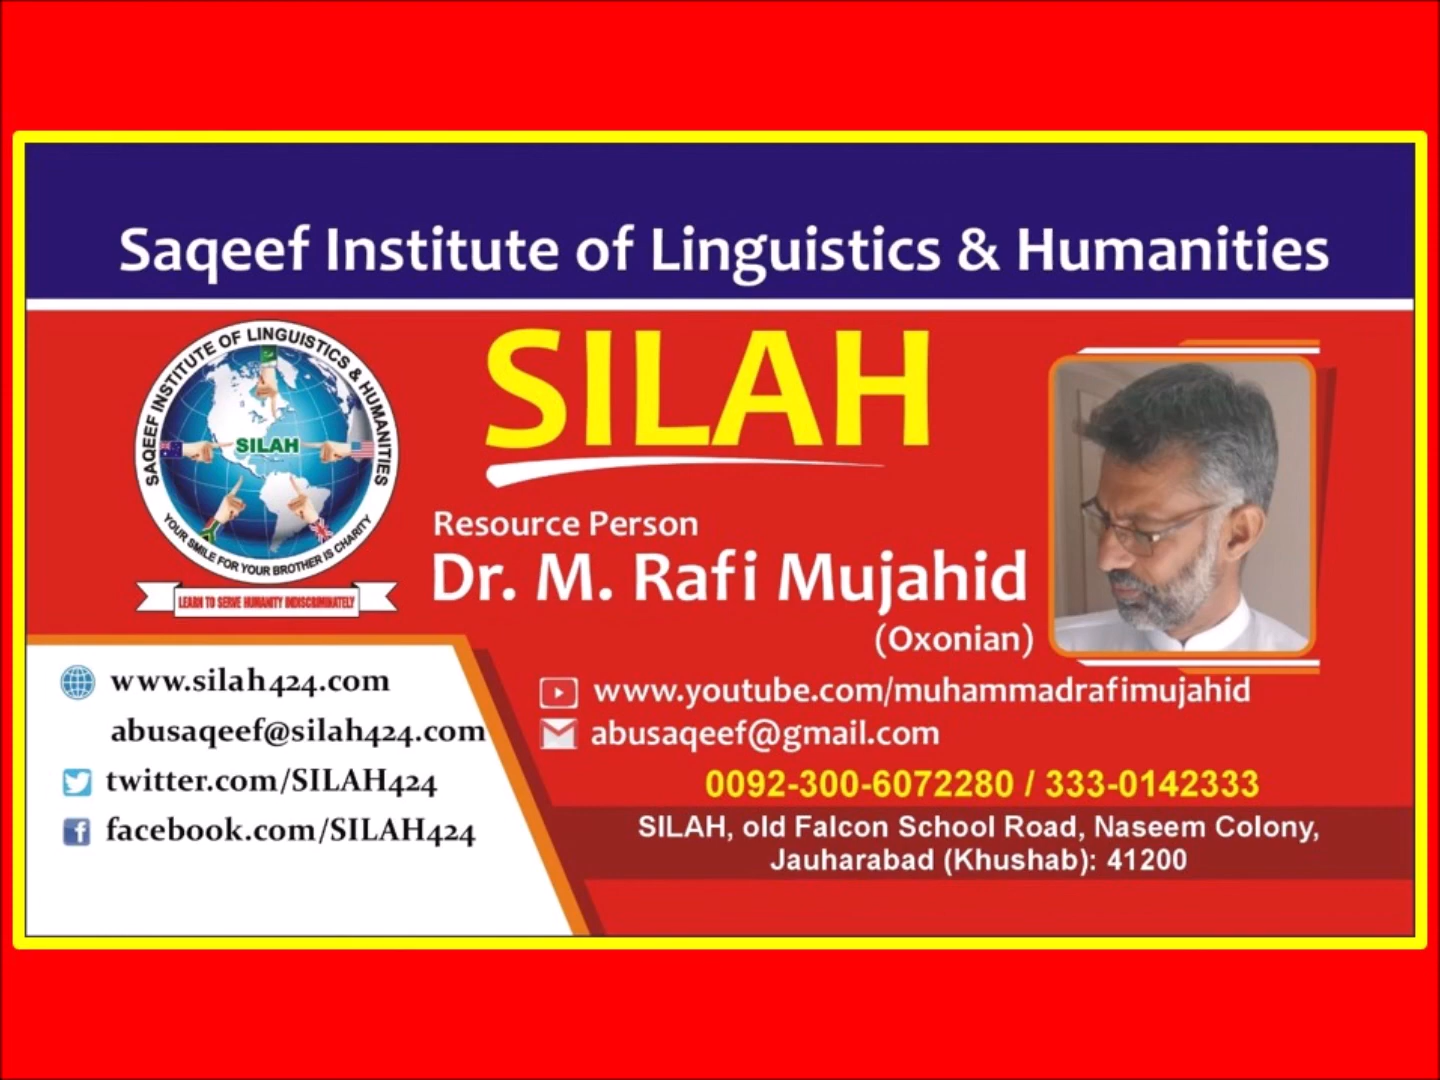 Saqeef Institute of Linguistics & Humanities
SAQEEF INSTITUTE OF LINGUISTICS & HUMANITIES
SILAH
YOUR SMILE FOR YOUR BROTHER IS CHARITY
LEARN TO SERVE HUMANITY INDISCRIMINATELY
SILAH
Resource Person
Dr. M. Rafi Mujahid
(Oxonian)
www.silah424.com
abusaqeef@silah424.com
twitter.com/SILAH424
facebook.com/SILAH424
www.youtube.com/muhammadrafimujahid
abusaqeef@gmail.com
0092-300-6072280 / 333-0142333
SILAH, old Falcon School Road, Naseem Colony,
Jauharabad (Khushab): 41200